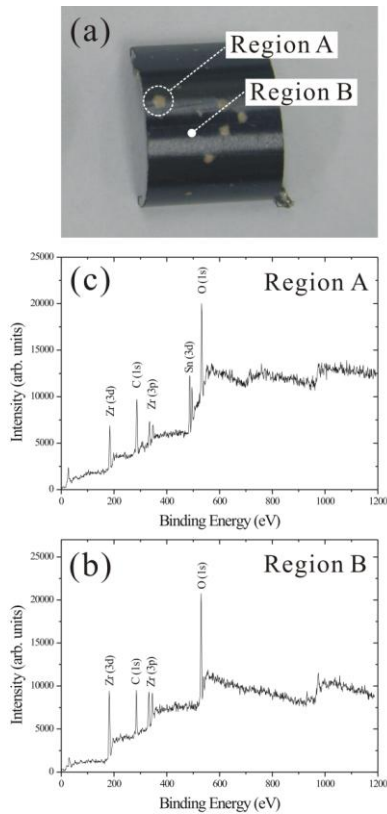 (a)
Region A
Region B
(c)
Region A
25000
20000
15000
10000
5000
0
Intensity (arb. units)
Zr (3d)
C (1s)
Zr (3p)
Sn (3d)
O (1s)
0 200 400 600 800 1000 1200
Binding Energy (eV)
(b)
Region B
25000
20000
15000
10000
5000
0
Intensity (arb. units)
Zr (3d)
C (1s)
Zr (3p)
O (1s)
0 200 400 600 800 1000 1200
Binding Energy (eV)